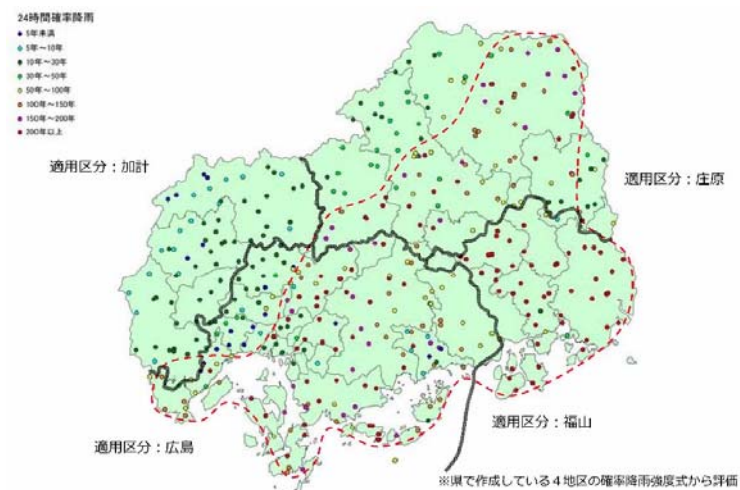 24時間確率降雨
5年未満
5年～10年
10年～30年
30年～50年
50年～100年
100年～150年
150年～200年
200年以上
適用区分：加計
適用区分：庄原
適用区分：福山
適用区分：広島
※県で作成している４地区の確率降雨強度式から評価